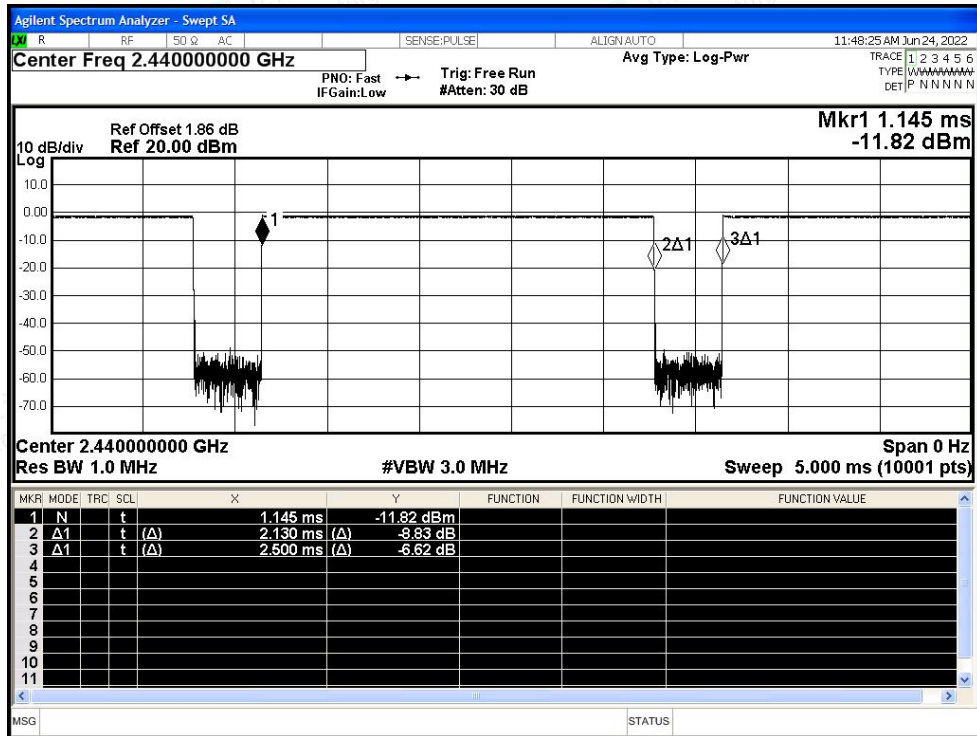 Agilent Spectrum Analyzer - Swept SA
LXI R RF 50 Ω AC SENSE:PULSE ALIGN AUTO 11:48:25 AM Jun 24, 2022
Center Freq 2.440000000 GHz
PNO: Fast
IFGain:Low
Trig: Free Run
#Atten: 30 dB
Avg Type: Log-Pwr
TRACE 1 2 3 4 5 6
TYPE
DET P N N N N N
Mkr1 1.145 ms
-11.82 dBm
Ref Offset 1.86 dB
10 dB/div Ref 20.00 dBm
Log
10.0
0.00
-10.0
-20.0
-30.0
-40.0
-50.0
-60.0
-70.0
1
2Δ1
3Δ1
Center 2.440000000 GHz Span 0 Hz
Res BW 1.0 MHz #VBW 3.0 MHz Sweep 5.000 ms (10001 pts)
MKR MODE TRC SCL X Y FUNCTION FUNCTION WIDTH FUNCTION VALUE
1 N t 1.145 ms -11.82 dBm
2 Δ1 t (Δ) 2.130 ms (Δ) -8.83 dB
3 Δ1 t (Δ) 2.500 ms (Δ) -6.62 dB
4
5
6
7
8
9
10
11
MSG STATUS